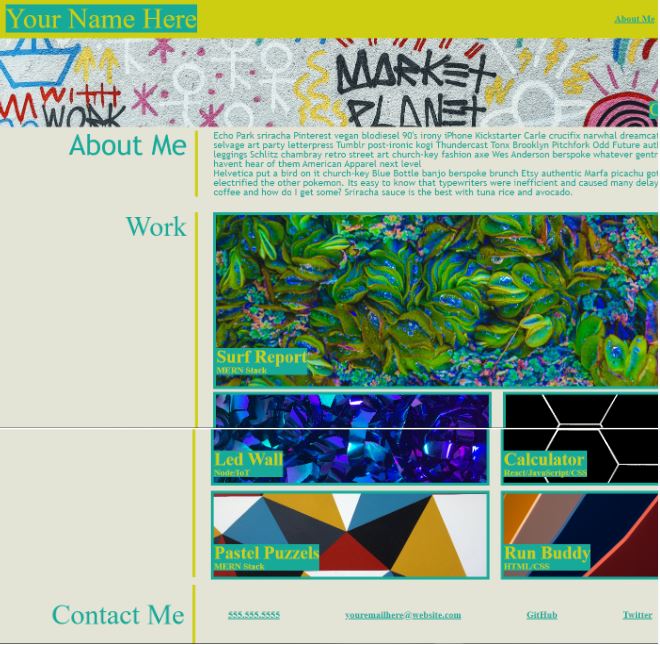 Your Name Here
About Me
MARKET
with
WORK
PLANET
About Me
Echo Park sriracha Pinterest vegan biodiesel 90's irony iPhone Kickstarter Carle crucifix narwhal dreamcat
selvage art party letterpress Tumblr post-ironic kogi Thundercast Tonx Brooklyn Pitchfork Odd Future auth
leggings Schlitz chambray retro street art church-key fashion axe Wes Anderson berspoke whatever gentr
havent hear of them American Apparel next level
Helvetica put a bird on it church-key Blue Bottle banjo berspoke brunch Etsy authentic Marfa picachu got
electrified the other pokemon. Its easy to know that typewriters were inefficient and caused many delay
coffee and how do I get some? Sriracha sauce is the best with tuna rice and avocado.
Work
Surf Report
MERN Stack
Led Wall
Node/IoT
Calculator
React/JavaScript/CSS
Pastel Puzzels
MERN Stack
Run Buddy
HTML/CSS
Contact Me
555.555.5555
youremailhere@website.com
GitHub
Twitter